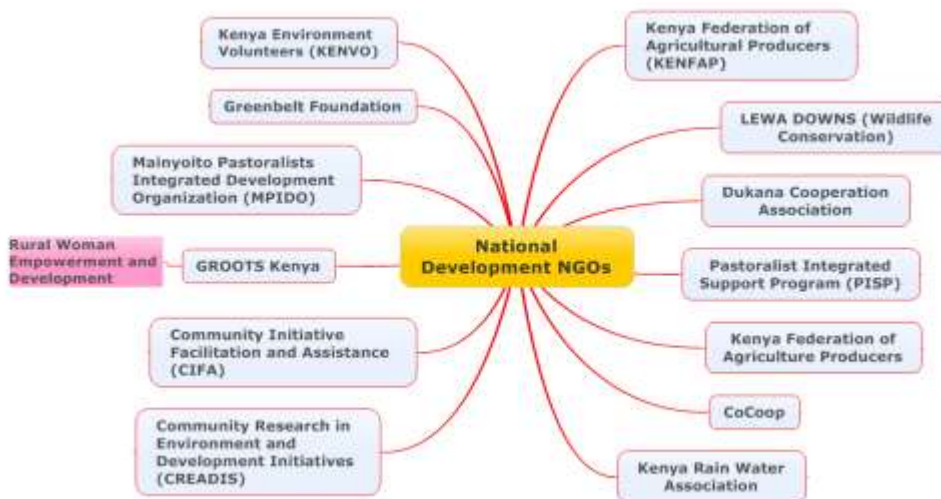 Kenya Environment
Volunteers (KENVO)
Greenbelt Foundation
Mainyoito Pastoralists
Integrated Development
Organization (MPIDO)
Rural Woman
Empowerment and
Development
GROOTS Kenya
Community Initiative
Facilitation and Assistance
(CIFA)
Community Research in
Environment and
Development Initiatives
(CREADIS)
National
Development NGOs
Kenya Federation of
Agricultural Producers
(KENFAP)
LEWA DOWNS (Wildlife
Conservation)
Dukana Cooperation
Association
Pastoralist Integrated
Support Program (PISP)
Kenya Federation of
Agriculture Producers
CoCoop
Kenya Rain Water
Association